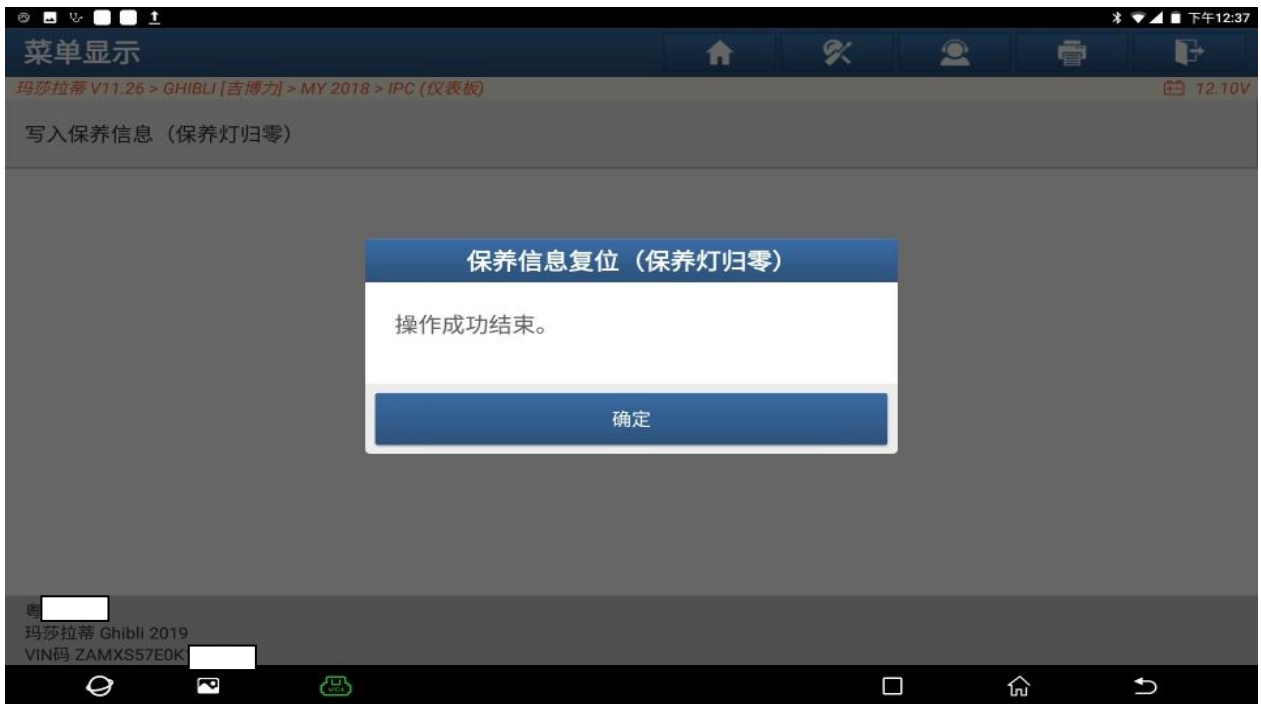 下午12:37
菜单显示
玛莎拉蒂 V11.26 > GHIBLI [吉博力] > MY 2018 > IPC (仪表板)
12.10V
写入保养信息（保养灯归零）
保养信息复位（保养灯归零）
操作成功结束。
确定
粤
玛莎拉蒂 Ghibli 2019
VIN码 ZAMXS57E0K
VCI